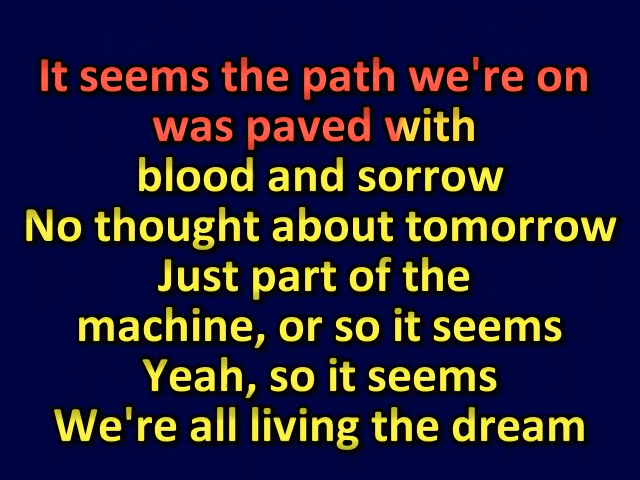 It seems the path we're on
was paved with
blood and sorrow
No thought about tomorrow
Just part of the
machine, or so it seems
Yeah, so it seems
We're all living the dream